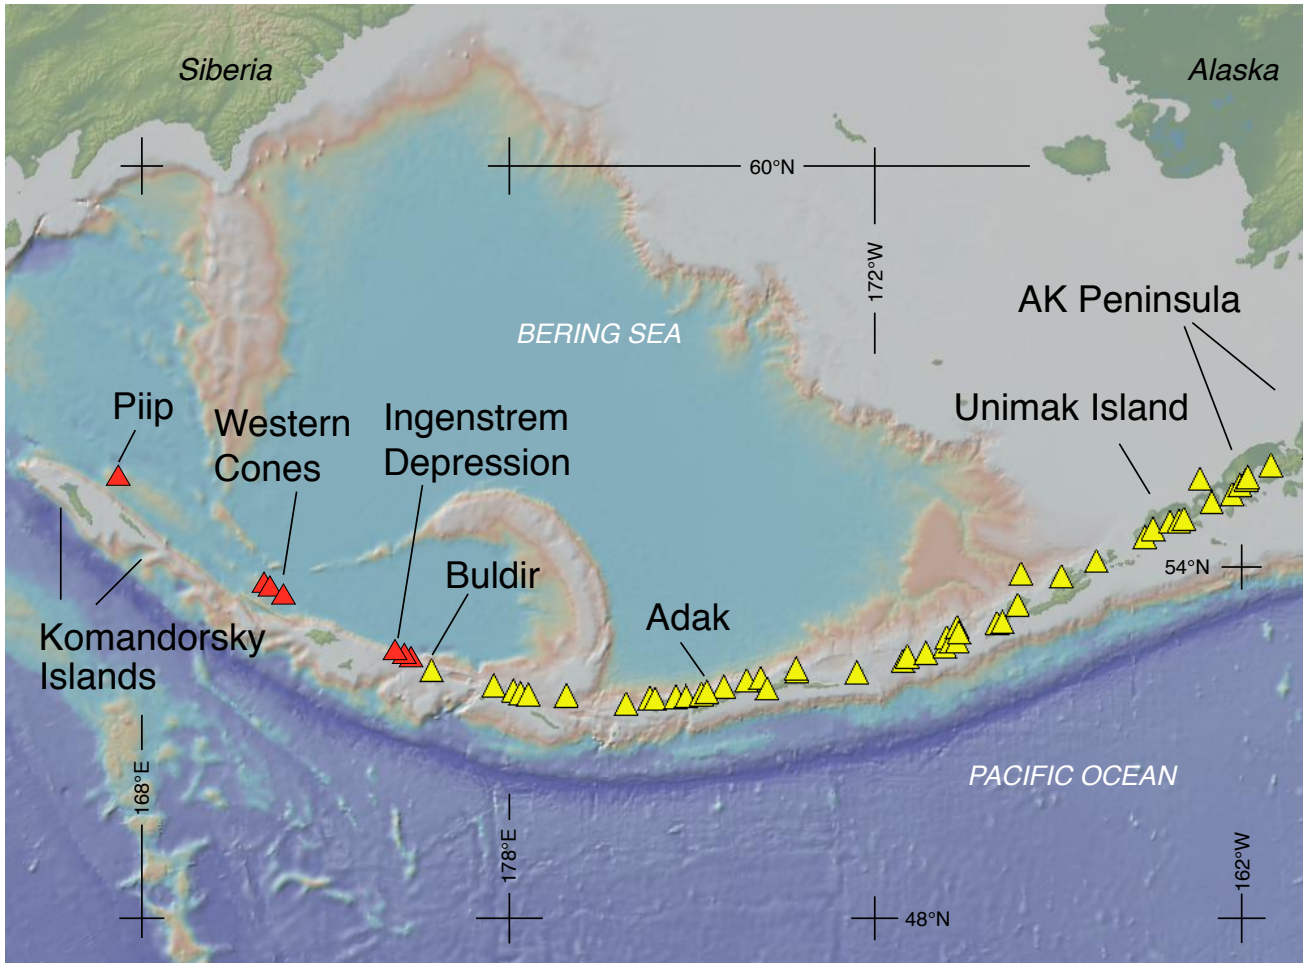 Siberia
Alaska
60°N
172°W
AK Peninsula
BERING SEA
Piip
Western
Cones
Ingenstrem
Depression
Unimak Island
Buldir
54°N
Adak
Komandorsky
Islands
168°E
PACIFIC OCEAN
178°E
162°W
48°N